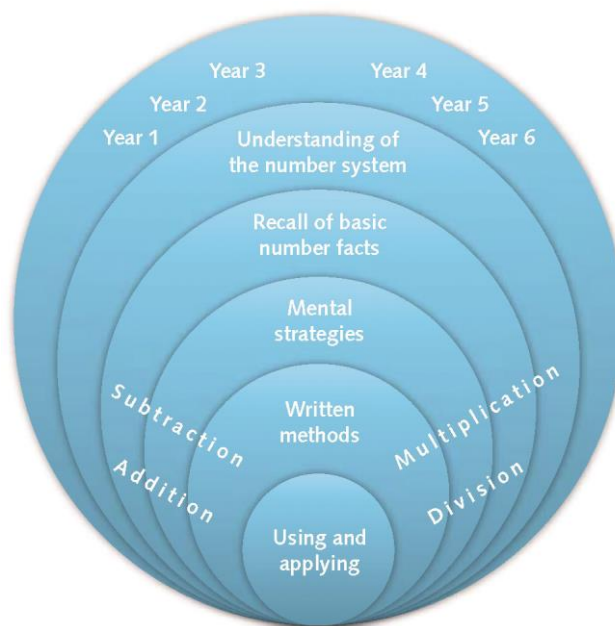 Year 3
Year 4
Year 2
Year 5
Year 1
Year 6
Understanding of
the number system
Recall of basic
number facts
Mental
strategies
Written
methods
Subtraction
Multiplication
Addition
Division
Using and
applying